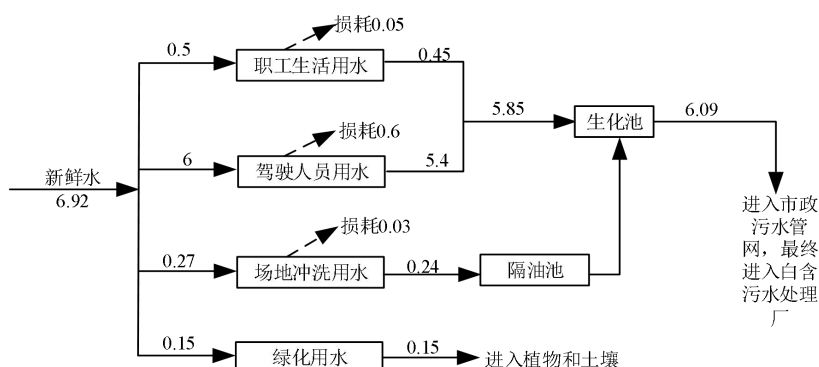 损耗0.05
0.5
职工生活用水
0.45
5.85
6.09
生化池
损耗0.6
6
驾驶人员用水
5.4
新鲜水
6.92
进入市政
污水管
网，最终
进入白含
污水处理
厂
损耗0.03
0.27
场地冲洗用水
0.24
隔油池
0.15
绿化用水
0.15
进入植物和土壤